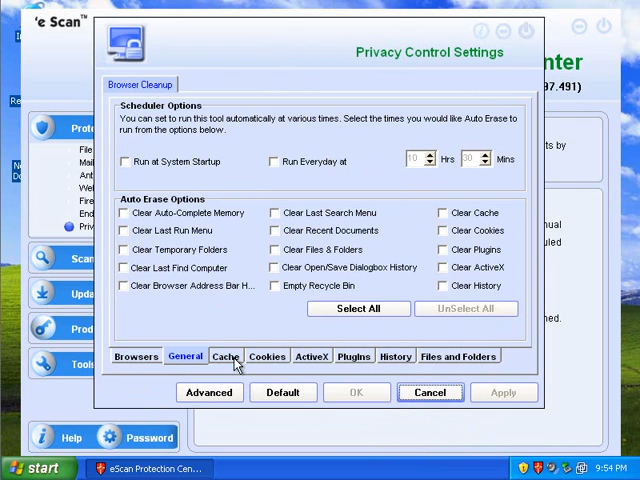 'e Scan™
Privacy Control Settings
nter
97.491)
Browser Cleanup
Scheduler Options
You can set to run this tool automatically at various times. Select the times you would like Auto Erase to
run from the options below.
Run at System Startup
Run Everyday at
10 Hrs 30 Mins
Auto Erase Options
Clear Auto-Complete Memory
Clear Last Search Menu
Clear Cache
Clear Last Run Menu
Clear Recent Documents
Clear Cookies
Clear Temporary Folders
Clear Files & Folders
Clear Plugins
Clear Last Find Computer
Clear Open/Save Dialogbox History
Clear ActiveX
Clear Browser Address Bar H...
Empty Recycle Bin
Clear History
Select All
UnSelect All
Browsers General Cache Cookies ActiveX PlugIns History Files and Folders
Advanced Default OK Cancel Apply
Prote
File
Mail
Ant
Web
Fire
End
Priv
Scan
Upda
Prod
Tools
ts by
nual
uled
ed.
Help Password
start
eScan Protection Cen...
9:54 PM